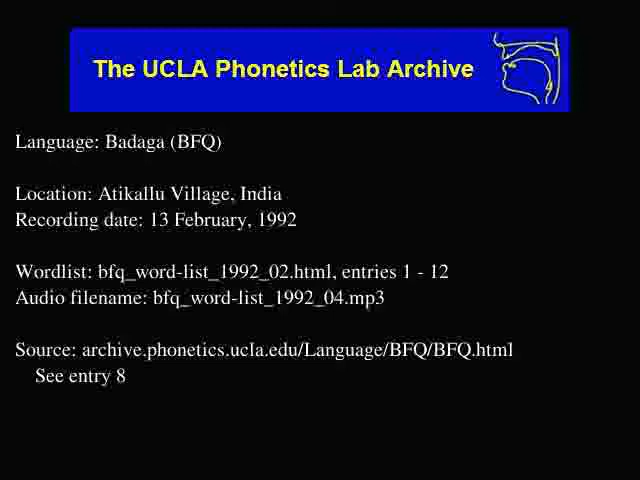 The UCLA Phonetics Lab Archive
Language: Badaga (BFQ)
Location: Atikallu Village, India
Recording date: 13 February, 1992
Wordlist: bfq_word-list_1992_02.html, entries 1 - 12
Audio filename: bfq_word-list_1992_04.mp3
Source: archive.phonetics.ucla.edu/Language/BFQ/BFQ.html
See entry 8